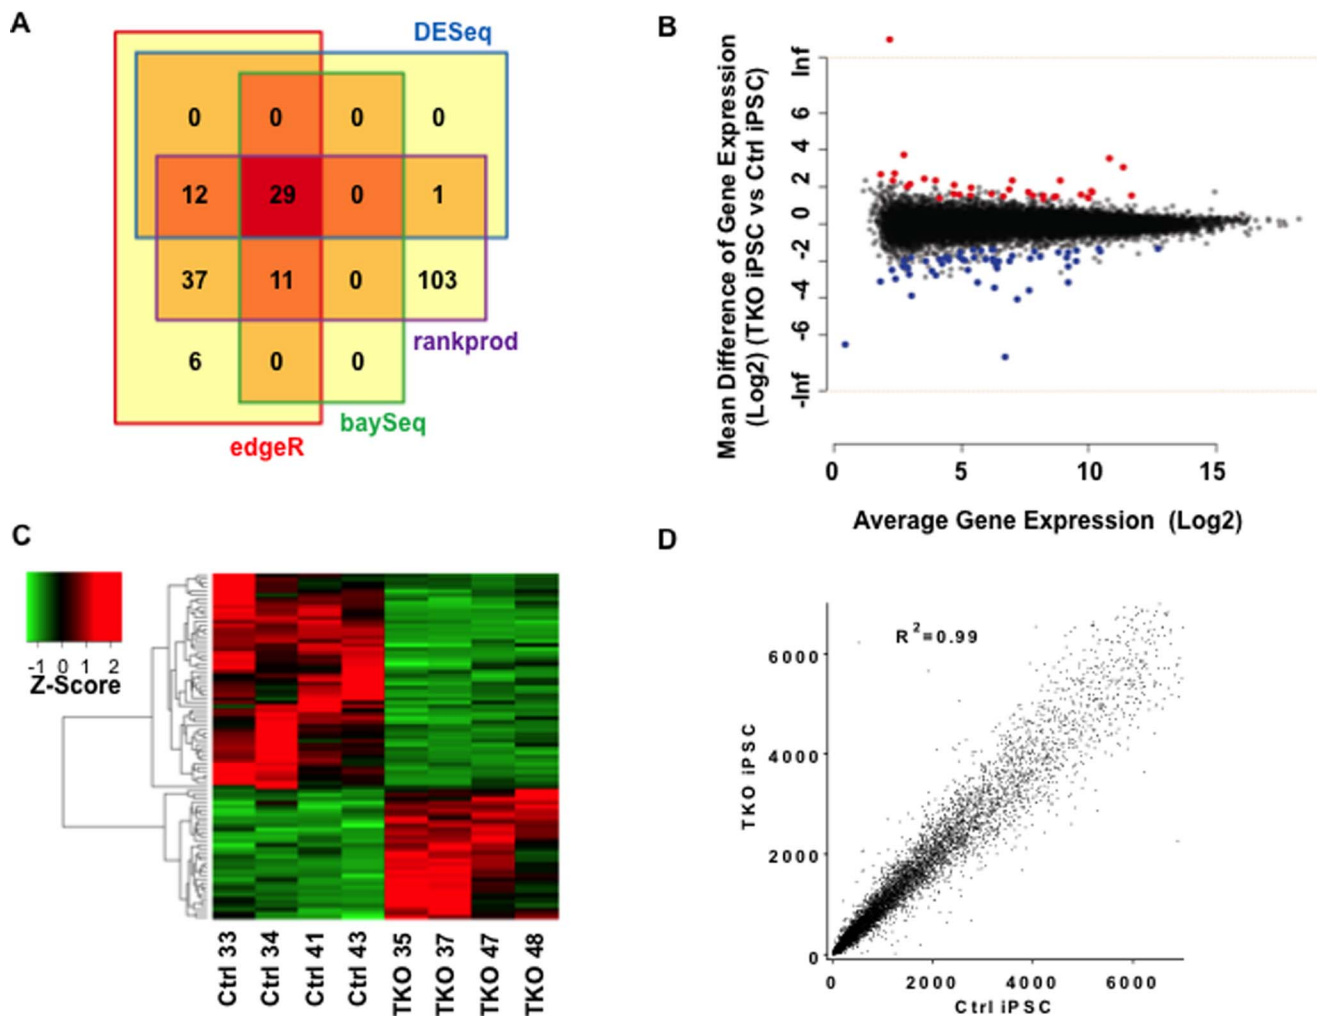 A
DESeq
0 0 0 0
12 29 0 1
37 11 0 103
rankprod
6 0 0
baySeq
edgeR
B
Mean Difference of Gene Expression
(Log2) (TKO iPSC vs Ctrl iPSC)
Inf
6
4
2
0
-2
-4
-6
-Inf
0 5 10 15
Average Gene Expression (Log2)
C
-1 0 1 2
Z-Score
Ctrl 33
Ctrl 34
Ctrl 41
Ctrl 43
TKO 35
TKO 37
TKO 47
TKO 48
D
R²=0.99
TKO iPSC
6000
4000
2000
0
0 2000 4000 6000
Ctrl iPSC